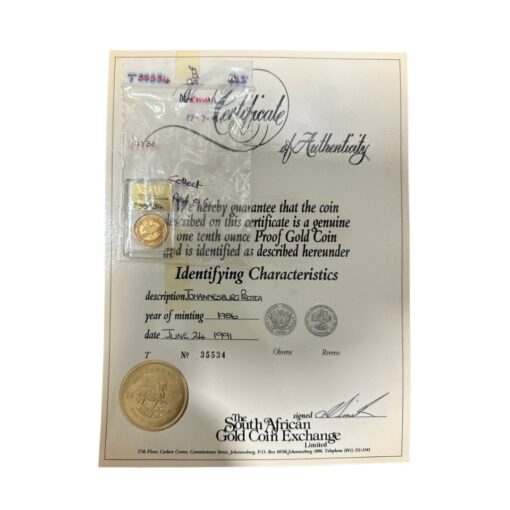 T 35534
Certificate
of Authenticity
We hereby guarantee that the coin
described on this certificate is a genuine
one tenth ounce Proof Gold Coin
and is identified as described hereunder
Identifying Characteristics
description JOHANNESBURG PROTEA
year of minting 1986
date JUNE 24 1991
T No 35534 Obverse Reverse
signed
The
South African
Gold Coin Exchange
Limited